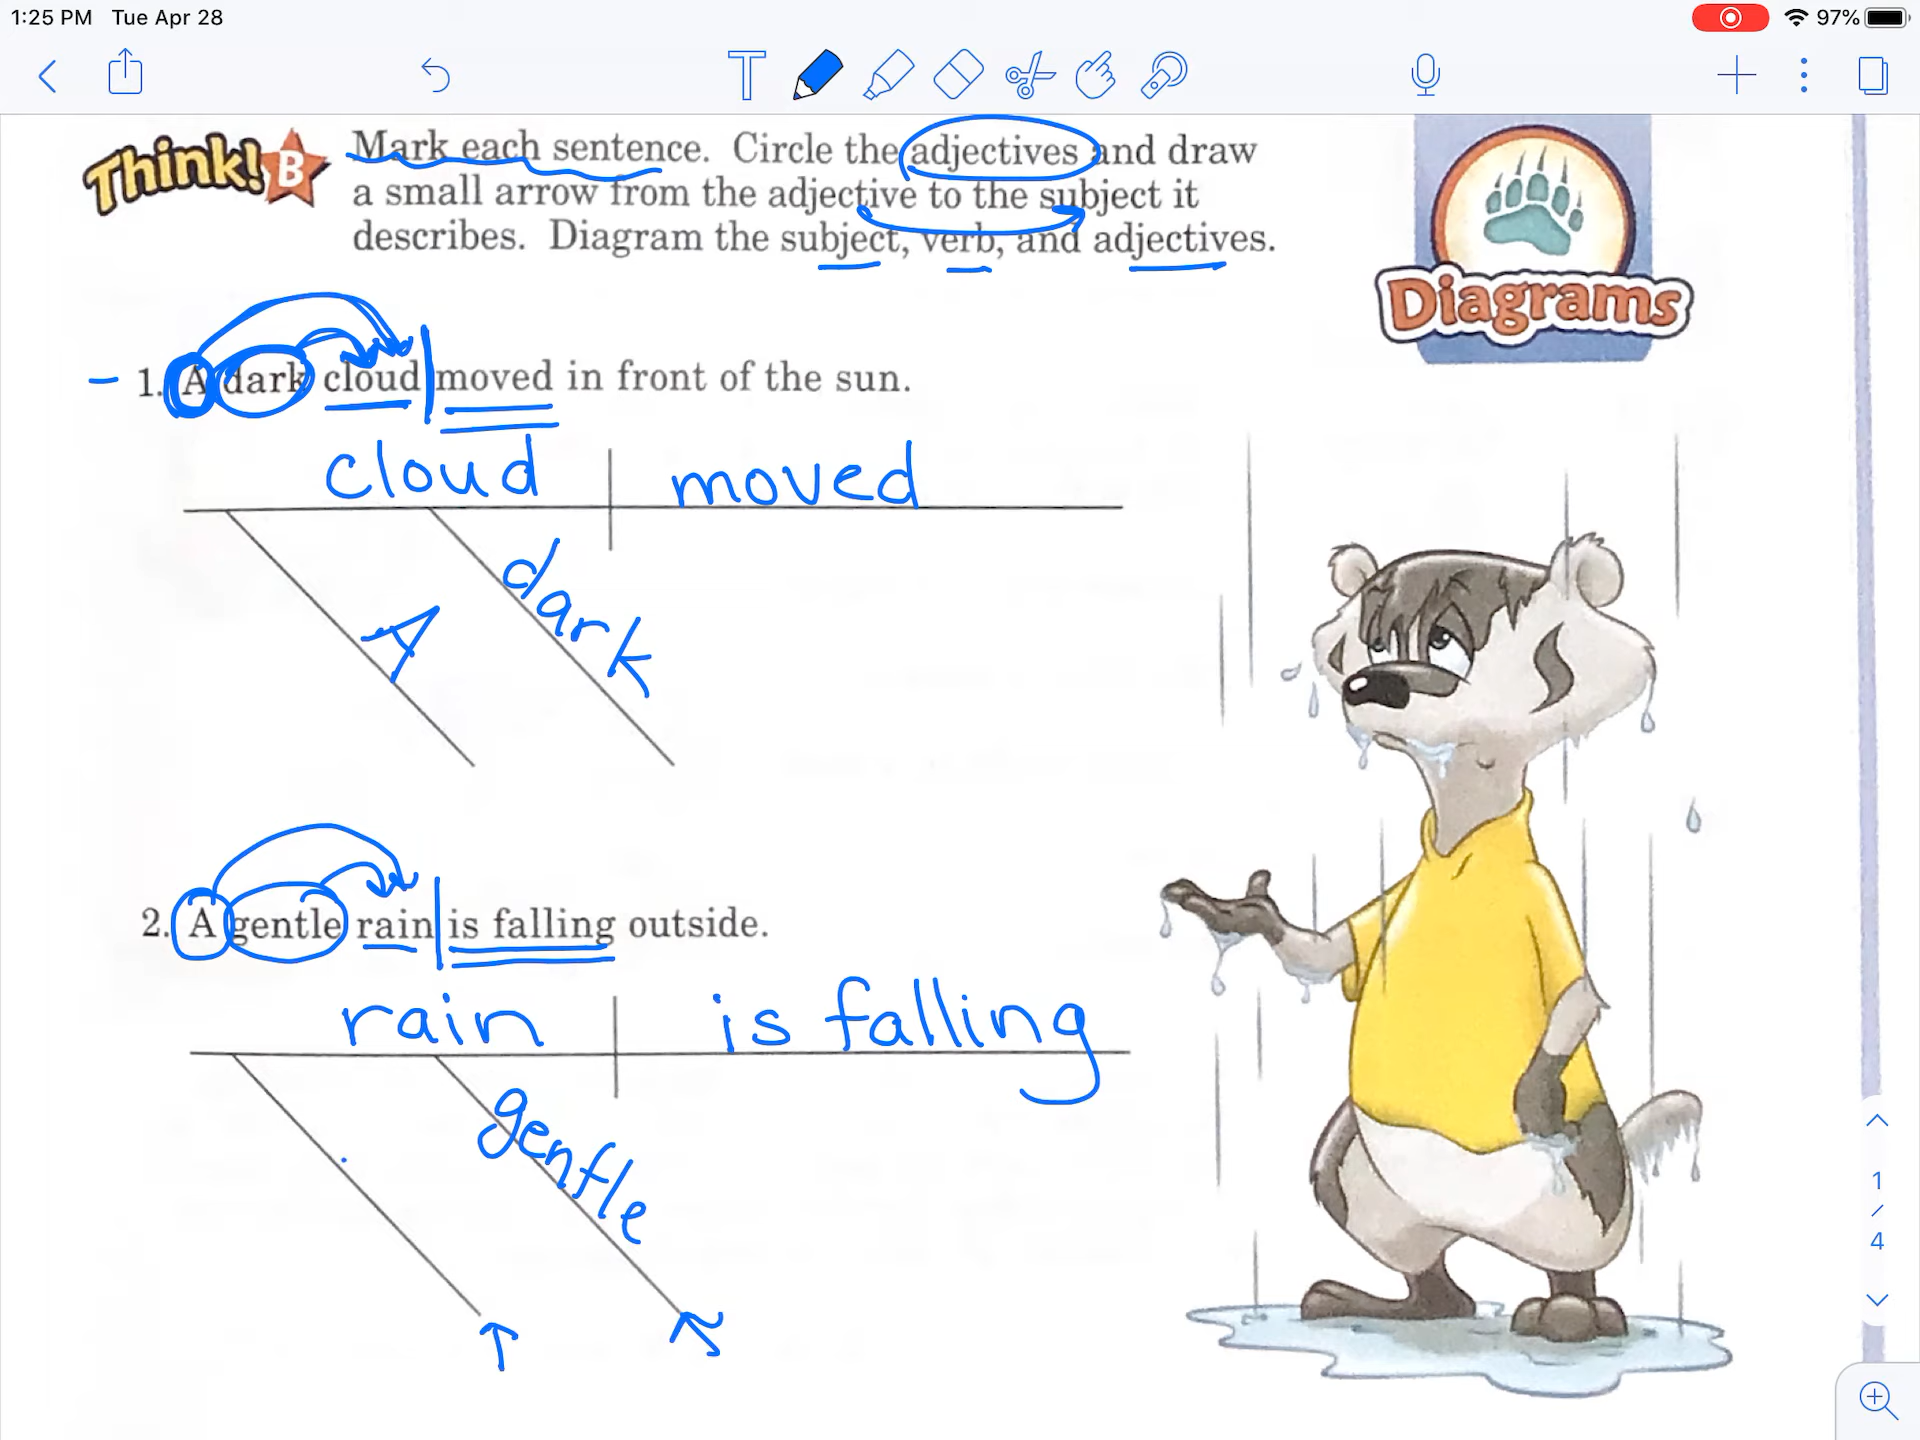 1:25 PM Tue Apr 28 97%
T
Think! B
Mark each sentence. Circle the adjectives and draw
a small arrow from the adjective to the subject it
describes. Diagram the subject, verb, and adjectives.
Diagrams
1. A dark cloud moved in front of the sun.
cloud moved
A dark
2. A gentle rain is falling outside.
rain is falling
gentle
1
/
4